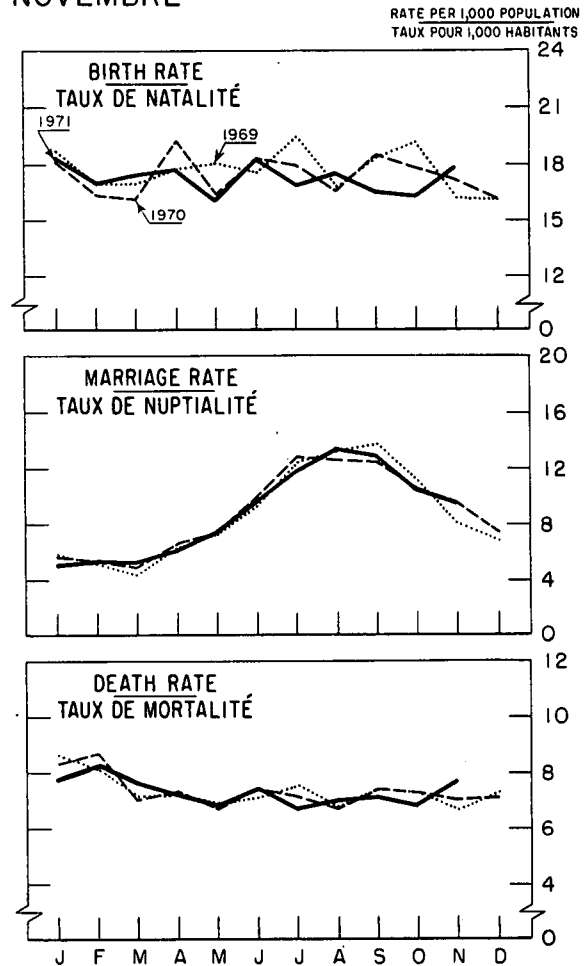 NOVEMBRE
RATE PER 1,000 POPULATION
TAUX POUR 1,000 HABITANTS
BIRTH RATE
TAUX DE NATALITÉ
1971
1969
1970
24
21
18
15
12
0
MARRIAGE RATE
TAUX DE NUPTIALITÉ
20
16
12
8
4
0
DEATH RATE
TAUX DE MORTALITÉ
12
10
8
6
4
0
J F M A M J J A S O N D